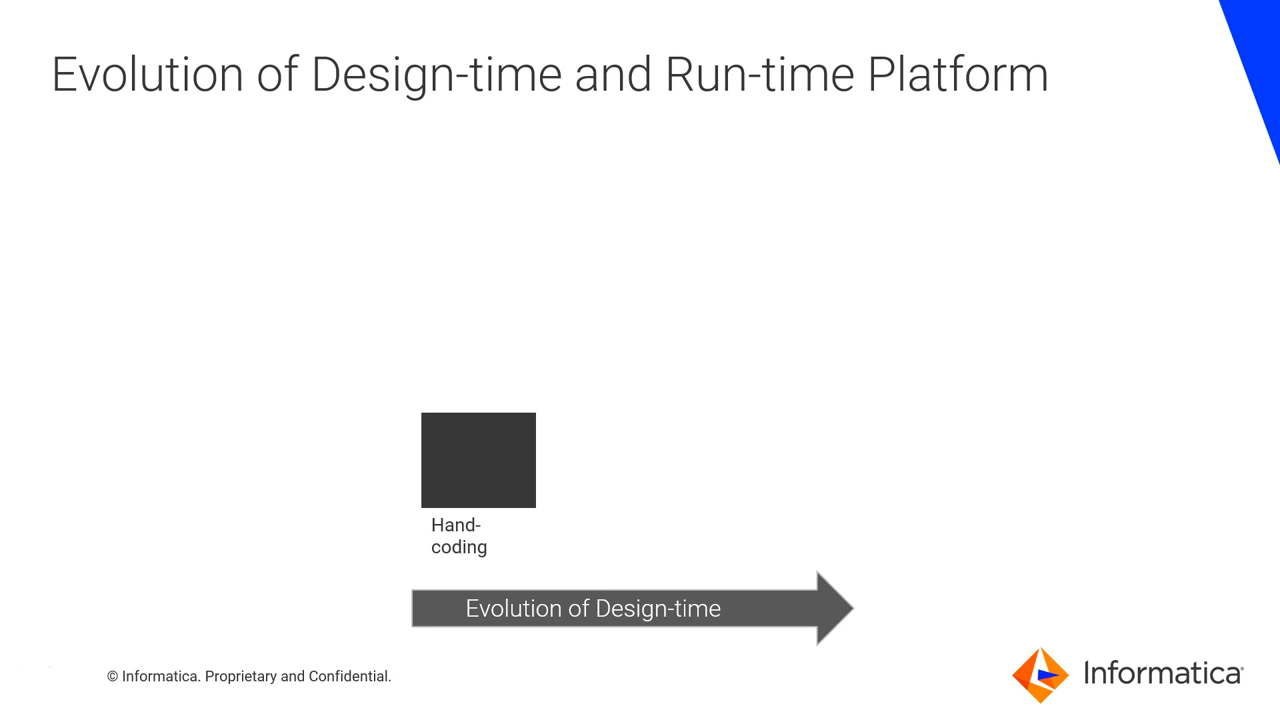 Evolution of Design-time and Run-time Platform
Hand-
coding
Evolution of Design-time
© Informatica. Proprietary and Confidential.
Informatica